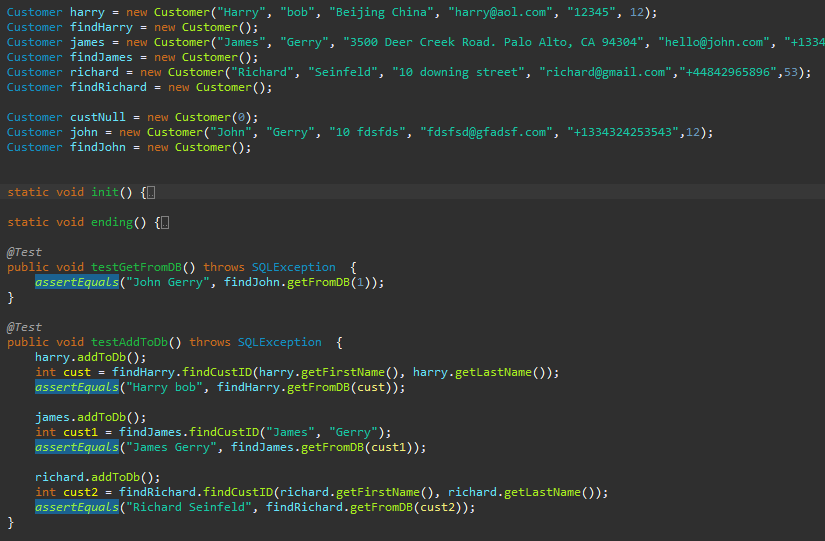 Customer harry = new Customer("Harry", "bob", "Beijing China", "harry@aol.com", "12345", 12);
Customer findHarry = new Customer();
Customer james = new Customer("James", "Gerry", "3500 Deer Creek Road. Palo Alto, CA 94304", "hello@john.com", "+1334
Customer findJames = new Customer();
Customer richard = new Customer("Richard", "Seinfeld", "10 downing street", "richard@gmail.com","+44842965896",53);
Customer findRichard = new Customer();
Customer custNull = new Customer(0);
Customer john = new Customer("John", "Gerry", "10 fdsfds", "fdsfsd@gfadsf.com", "+1334324253543",12);
Customer findJohn = new Customer();
static void init() {
static void ending() {
@Test
public void testGetFromDB() throws SQLException  {
assertEquals("John Gerry", findJohn.getFromDB(1));
}
@Test
public void testAddToDb() throws SQLException  {
harry.addToDb();
int cust = findHarry.findCustID(harry.getFirstName(), harry.getLastName());
assertEquals("Harry bob", findHarry.getFromDB(cust));
james.addToDb();
int cust1 = findJames.findCustID("James", "Gerry");
assertEquals("James Gerry", findJames.getFromDB(cust1));
richard.addToDb();
int cust2 = findRichard.findCustID(richard.getFirstName(), richard.getLastName());
assertEquals("Richard Seinfeld", findRichard.getFromDB(cust2));
}